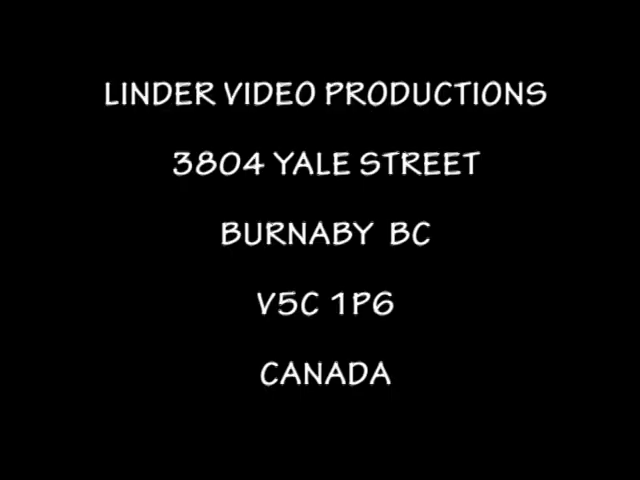 LINDER VIDEO PRODUCTIONS
3804 YALE STREET
BURNABY BC
V5C 1P6
CANADA